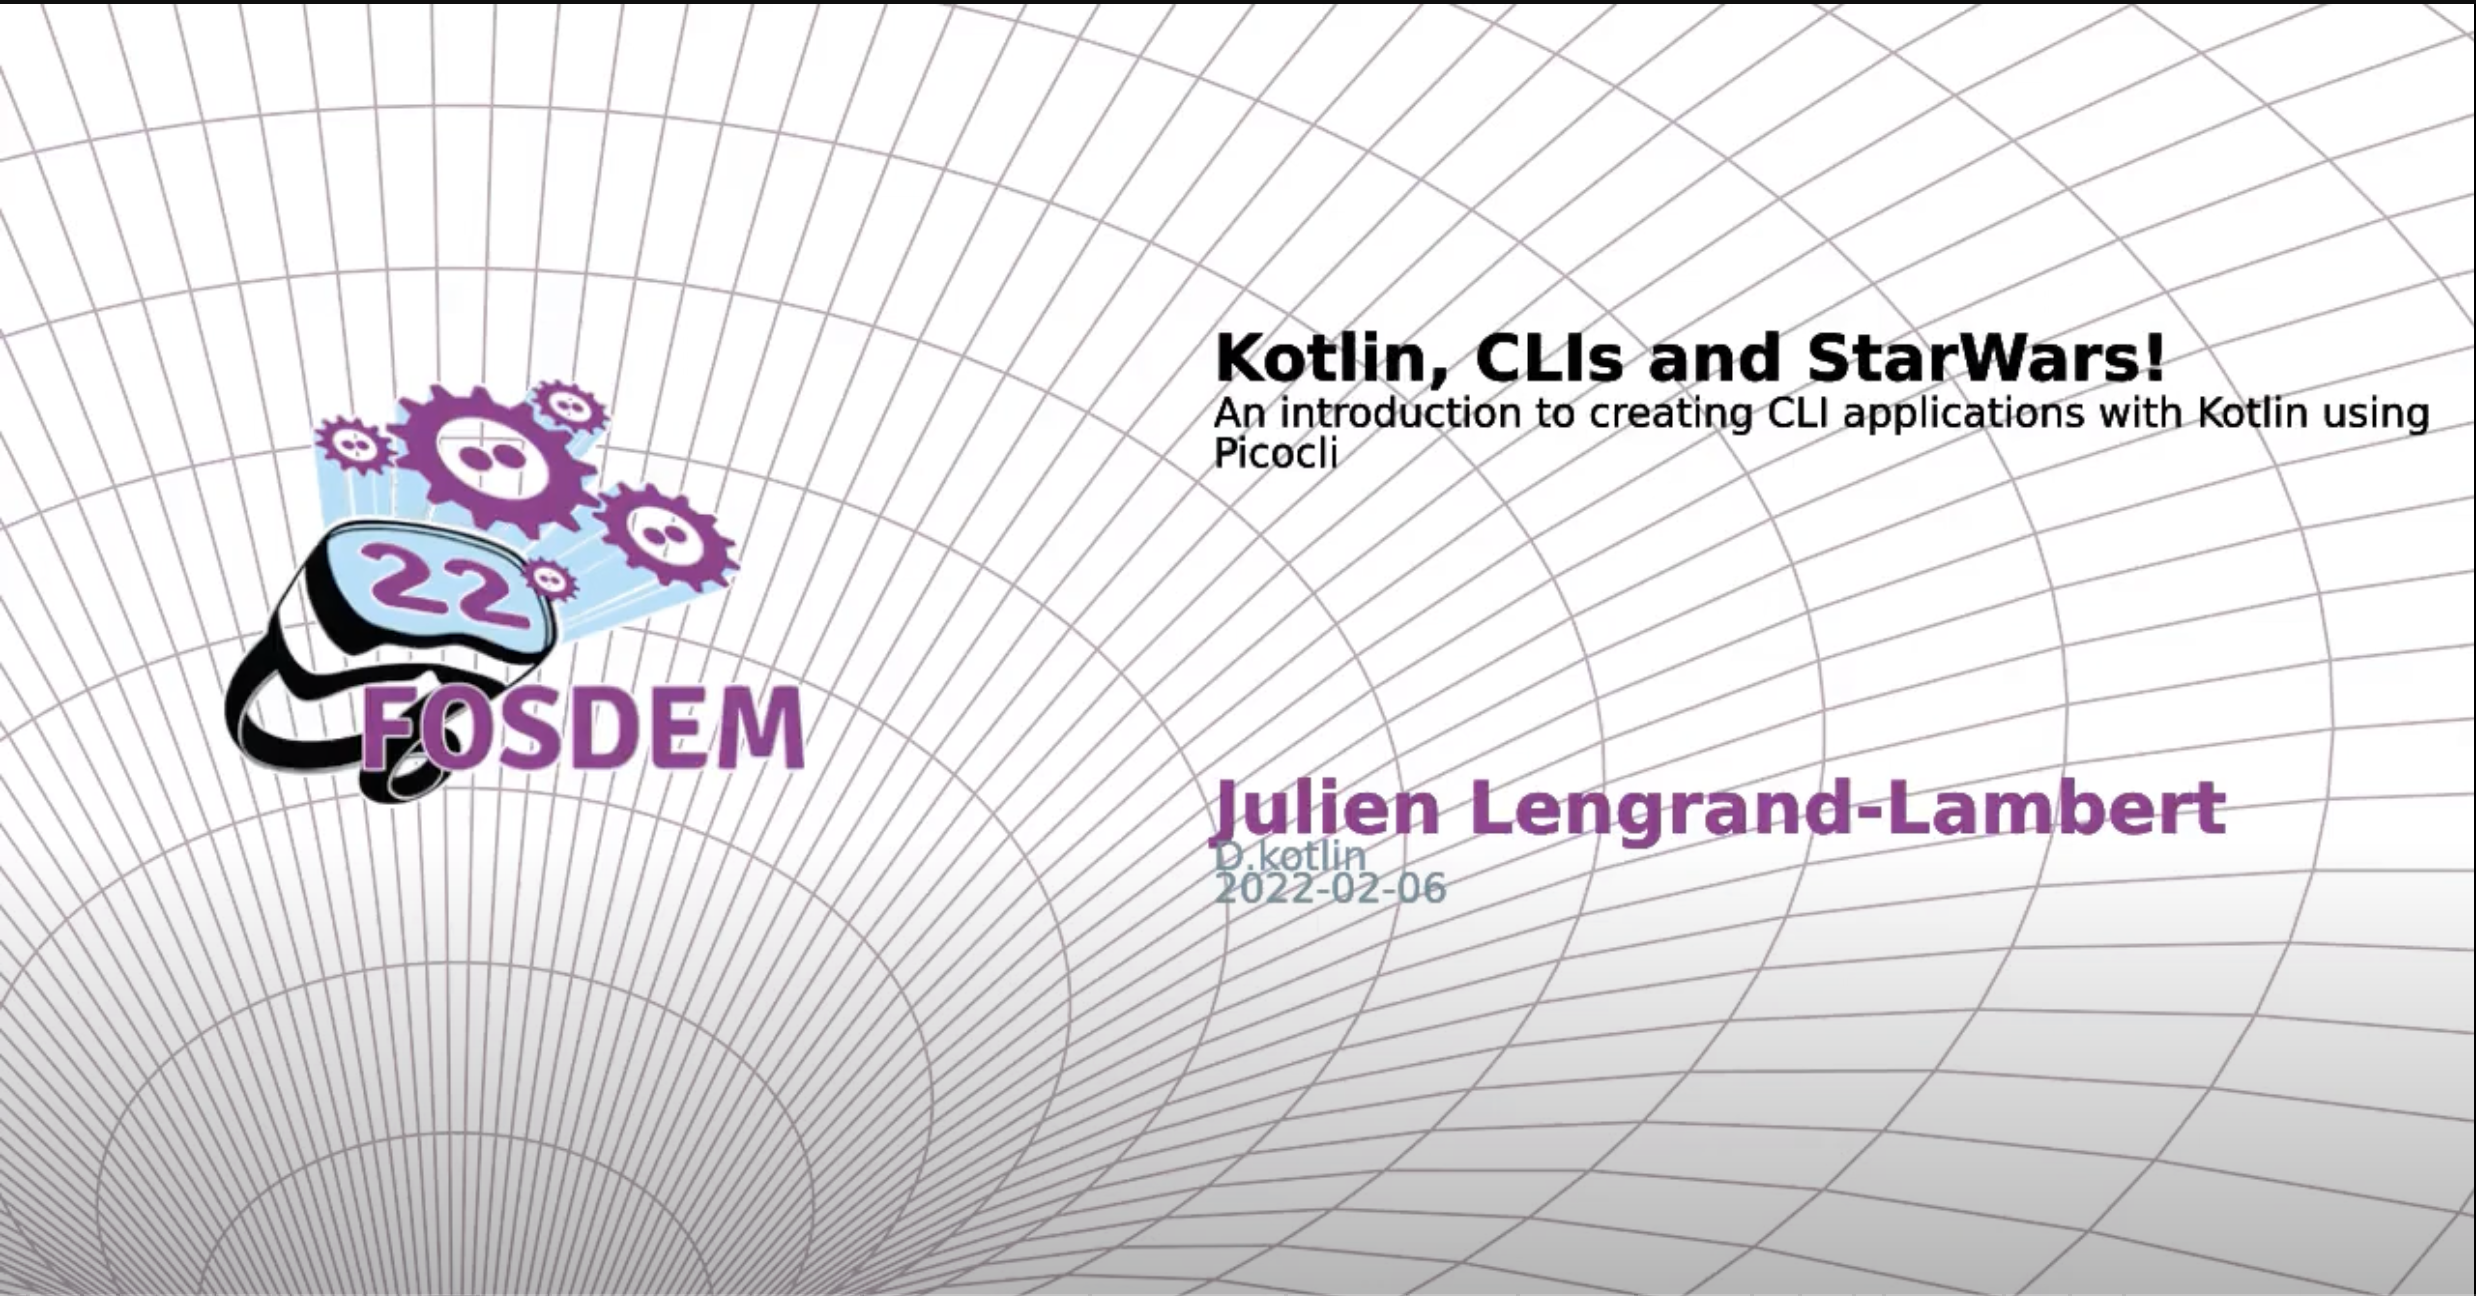 Kotlin, CLIs and StarWars!
An introduction to creating CLI applications with Kotlin using
Picocli
22
FOSDEM
Julien Lengrand-Lambert
D.kotlin
2022-02-06